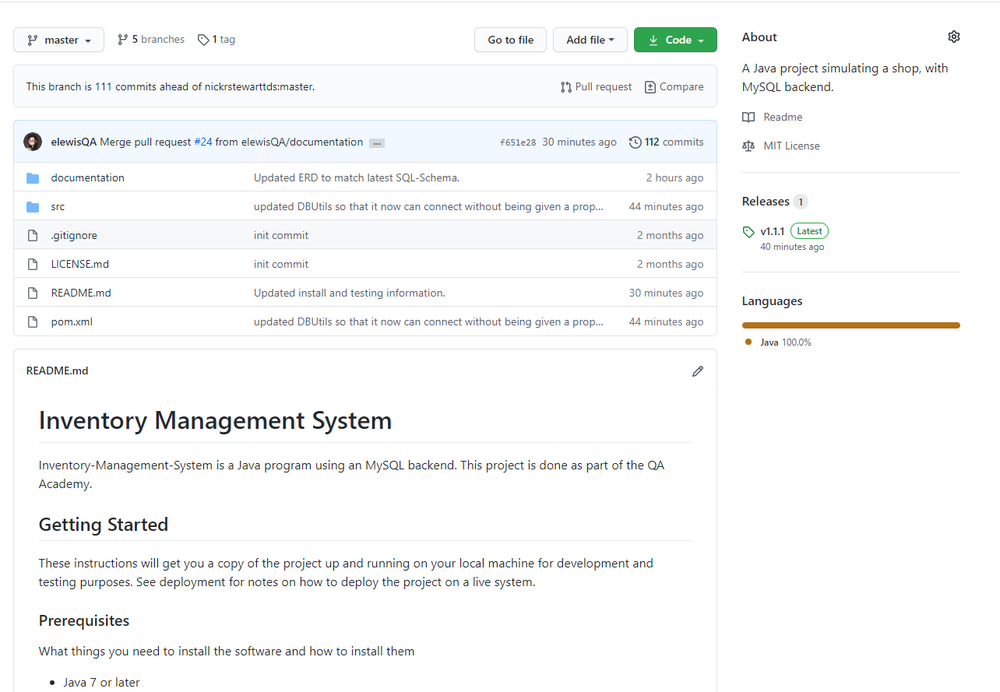 master 5 branches 1 tag Go to file Add file Code
This branch is 111 commits ahead of nickrstewarttds:master. Pull request Compare
elewisQA Merge pull request #24 from elewisQA/documentation ... f651e28 30 minutes ago 112 commits
documentation Updated ERD to match latest SQL-Schema. 2 hours ago
src updated DBUtils so that it now can connect without being given a prop... 44 minutes ago
.gitignore init commit 2 months ago
LICENSE.md init commit 2 months ago
README.md Updated install and testing information. 30 minutes ago
pom.xml updated DBUtils so that it now can connect without being given a prop... 44 minutes ago
README.md
Inventory Management System
Inventory-Management-System is a Java program using an MySQL backend. This project is done as part of the QA
Academy.
Getting Started
These instructions will get you a copy of the project up and running on your local machine for development and
testing purposes. See deployment for notes on how to deploy the project on a live system.
Prerequisites
What things you need to install the software and how to install them
• Java 7 or later
About
A Java project simulating a shop, with
MySQL backend.
Readme
MIT License
Releases 1
v1.1.1 Latest
40 minutes ago
Languages
Java 100.0%